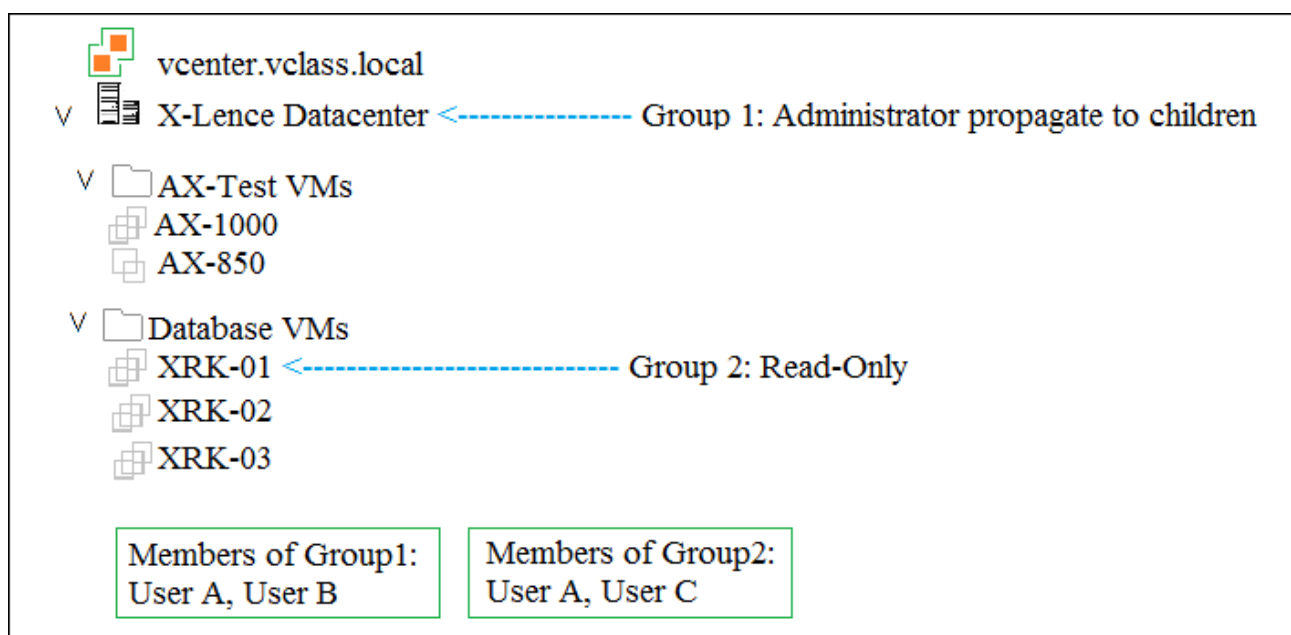 vcenter.vclass.local
X-Lence Datacenter <--------------- Group 1: Administrator propagate to children
AX-Test VMs
AX-1000
AX-850
Database VMs
XRK-01 <------------------------- Group 2: Read-Only
XRK-02
XRK-03
Members of Group1:
User A, User B
Members of Group2:
User A, User C